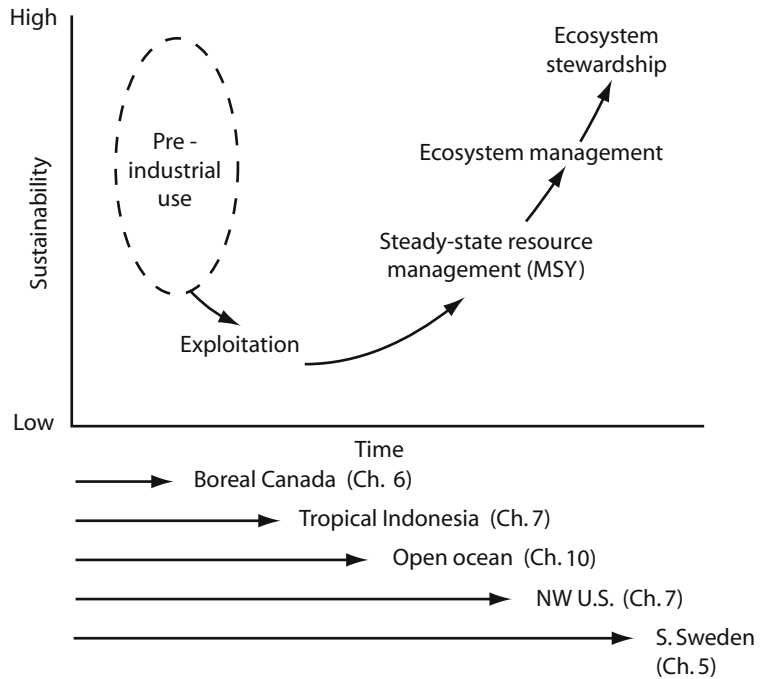 High
Ecosystem
stewardship
Pre -
industrial
use
Ecosystem management
Sustainability
Steady-state resource
management (MSY)
Exploitation
Low
Time
Boreal Canada (Ch. 6)
Tropical Indonesia (Ch. 7)
Open ocean (Ch. 10)
NW U.S. (Ch. 7)
S. Sweden
(Ch. 5)